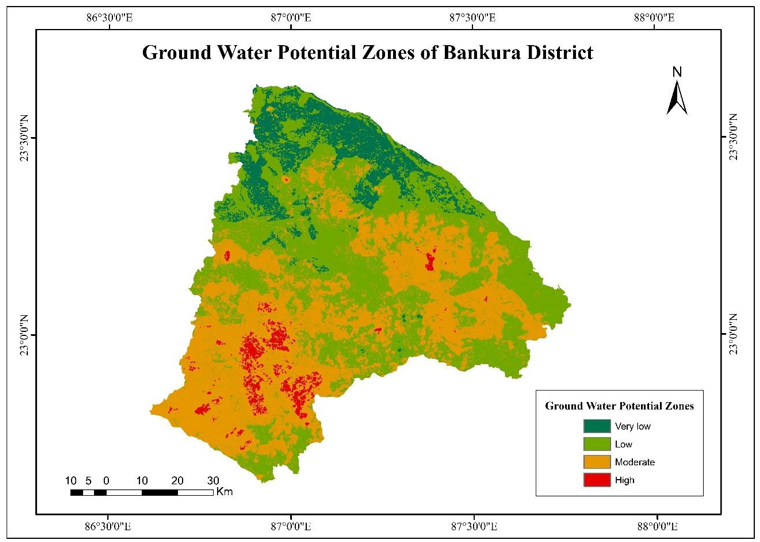 86°30'0"E 87°0'0"E 87°30'0"E 88°0'0"E
Ground Water Potential Zones of Bankura District
N
23°30'0"N 23°30'0"N
23°0'0"N 23°0'0"N
Ground Water Potential Zones
Very low
Low
Moderate
High
10 5 0 10 20 30
Km
86°30'0"E 87°0'0"E 87°30'0"E 88°0'0"E